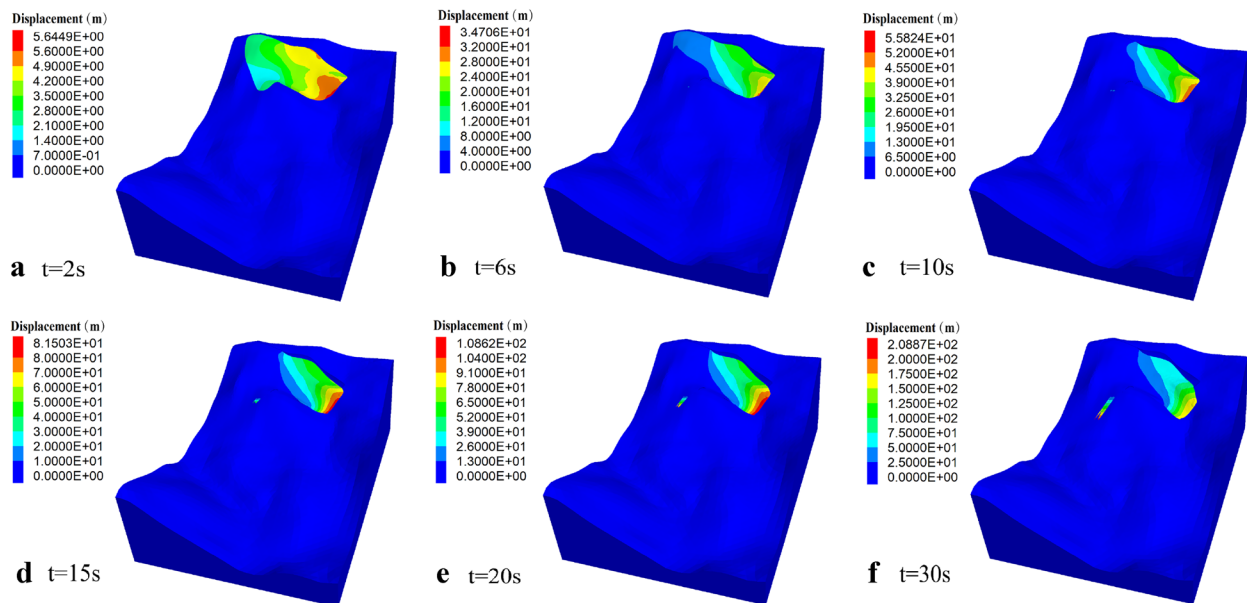 Displacement（m）
5.6449E+00
5.6000E+00
4.9000E+00
4.2000E+00
3.5000E+00
2.8000E+00
2.1000E+00
1.4000E+00
7.0000E-01
0.0000E+00
a t=2s
Displacement（m）
3.4706E+01
3.2000E+01
2.8000E+01
2.4000E+01
2.0000E+01
1.6000E+01
1.2000E+01
8.0000E+00
4.0000E+00
0.0000E+00
b t=6s
Displacement（m）
5.5824E+01
5.2000E+01
4.5500E+01
3.9000E+01
3.2500E+01
2.6000E+01
1.9500E+01
1.3000E+01
6.5000E+00
0.0000E+00
c t=10s
Displacement（m）
8.1503E+01
8.0000E+01
7.0000E+01
6.0000E+01
5.0000E+01
4.0000E+01
3.0000E+01
2.0000E+01
1.0000E+01
0.0000E+00
d t=15s
Displacement（m）
1.0862E+02
1.0400E+02
9.1000E+01
7.8000E+01
6.5000E+01
5.2000E+01
3.9000E+01
2.6000E+01
1.3000E+01
0.0000E+00
e t=20s
Displacement（m）
2.0887E+02
2.0000E+02
1.7500E+02
1.5000E+02
1.2500E+02
1.0000E+02
7.5000E+01
5.0000E+01
2.5000E+01
0.0000E+00
f t=30s